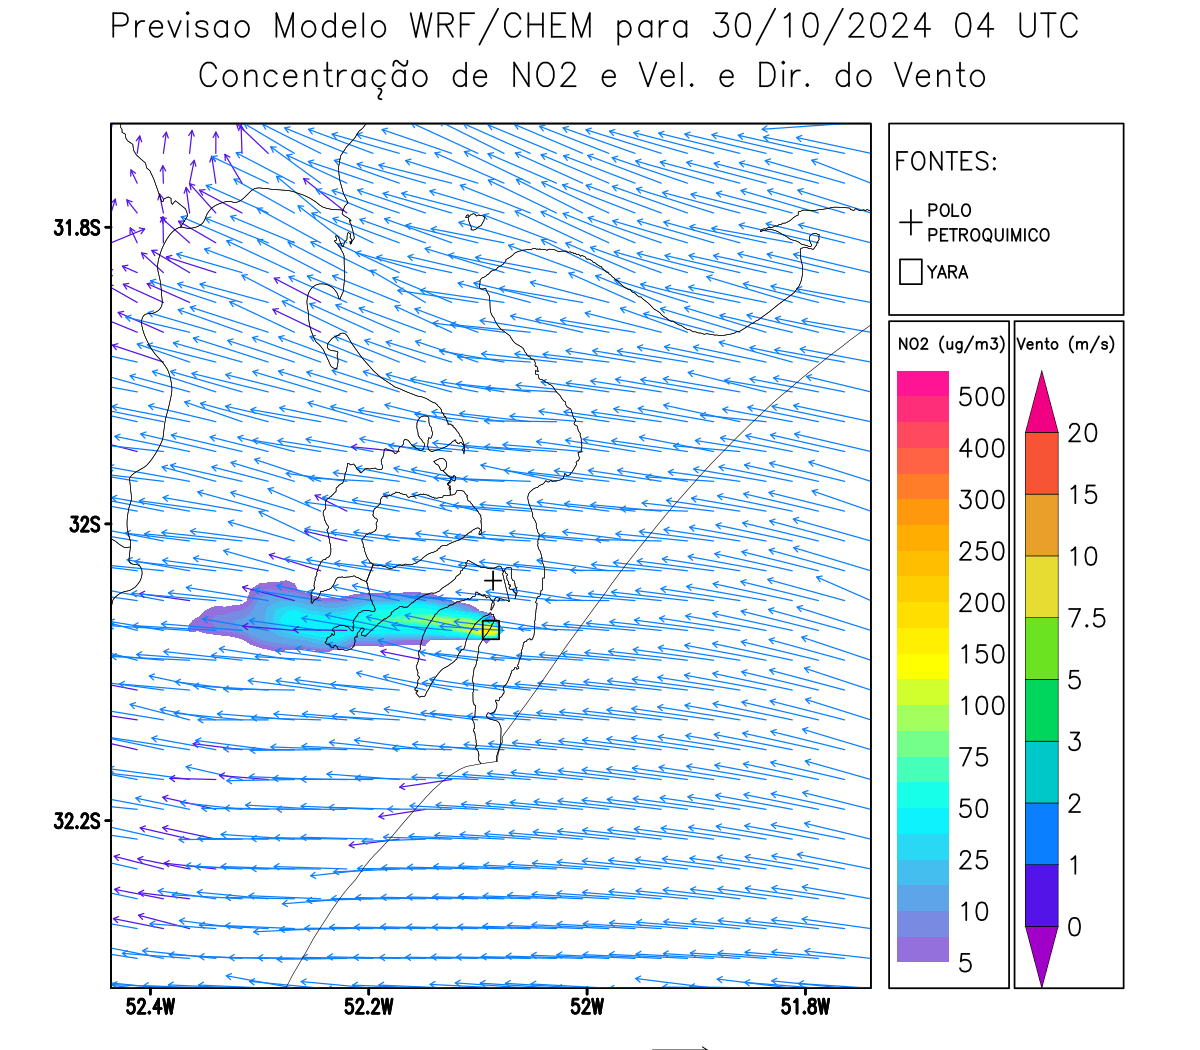 Previsao Modelo WRF/CHEM para 30/10/2024 04 UTC
Concentração de NO2 e Vel. e Dir. do Vento
FONTES:
POLO
PETROQUIMICO
YARA
NO2 (ug/m3)
500
400
300
250
200
150
100
75
50
25
10
5
Vento (m/s)
20
15
10
7.5
5
3
2
1
0
31.8S
32S
32.2S
52.4W
52.2W
52W
51.8W